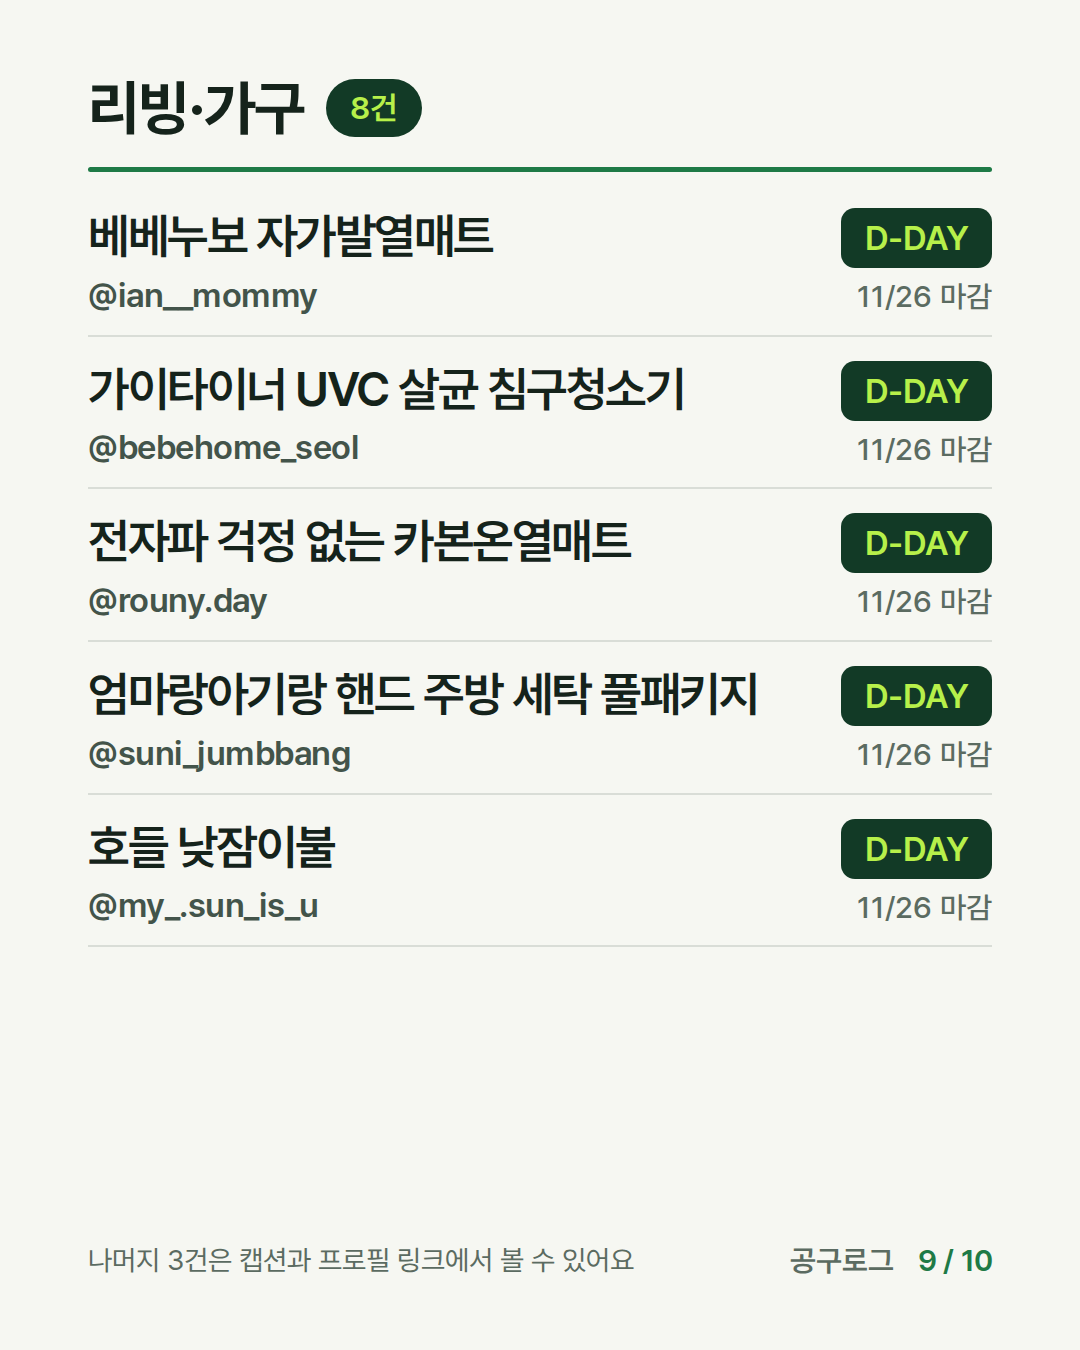 리빙·가구 8건
베베누보 자가발열매트 D-DAY
@ian__mommy 11/26 마감
가이타이너 UVC 살균 침구청소기 D-DAY
@bebehome_seol 11/26 마감
전자파 걱정 없는 카본온열매트 D-DAY
@rouny.day 11/26 마감
엄마랑아기랑 핸드 주방 세탁 풀패키지 D-DAY
@suni_jumbbang 11/26 마감
호들 낮잠이불 D-DAY
@my_.sun_is_u 11/26 마감
나머지 3건은 캡션과 프로필 링크에서 볼 수 있어요 공구로그 9 / 10